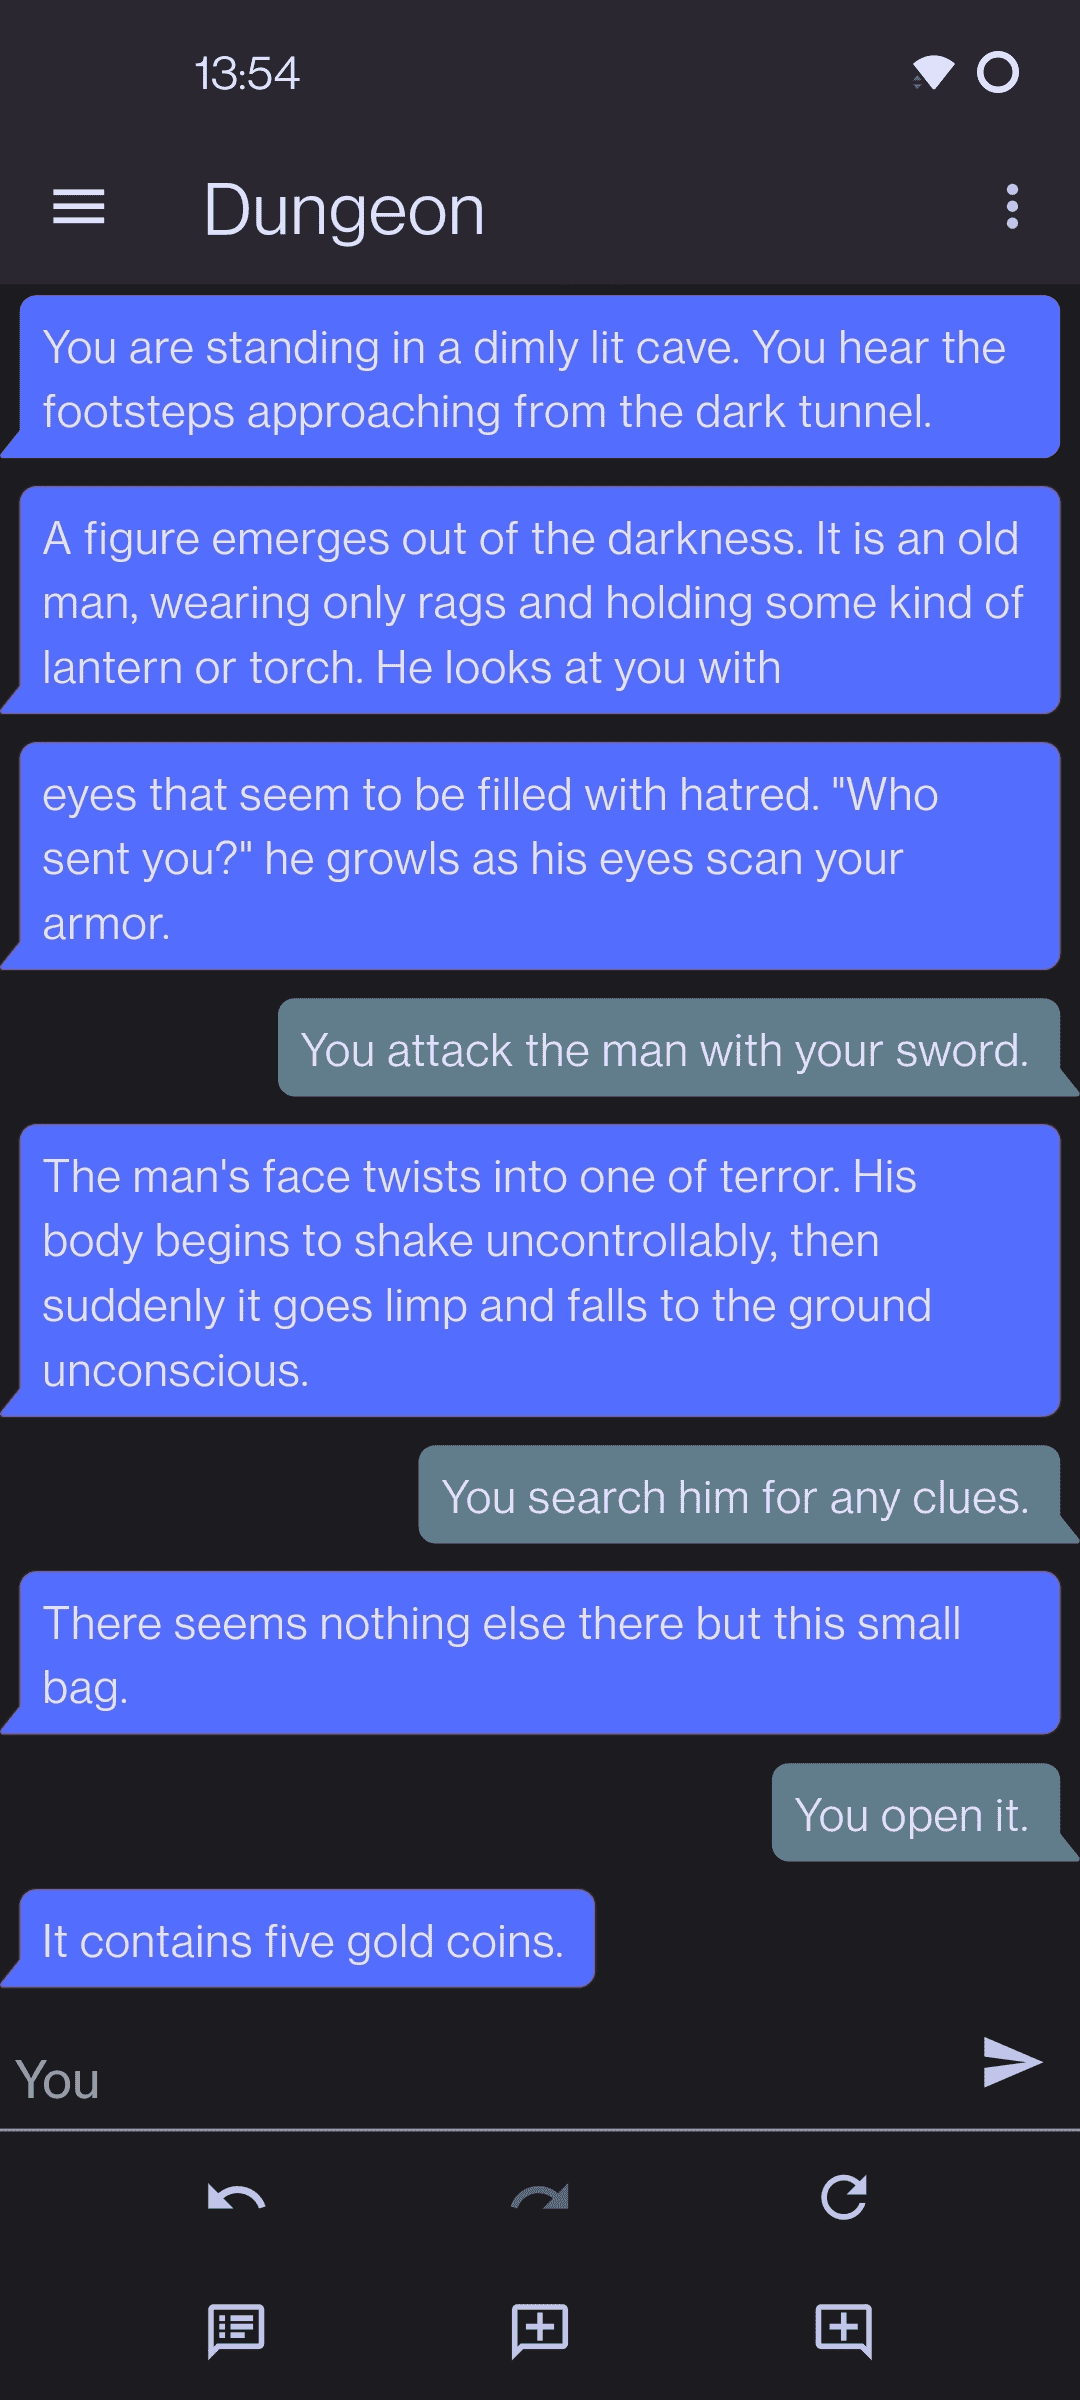 13:54
Dungeon
You are standing in a dimly lit cave. You hear the
footsteps approaching from the dark tunnel.
A figure emerges out of the darkness. It is an old
man, wearing only rags and holding some kind of
lantern or torch. He looks at you with
eyes that seem to be filled with hatred. "Who
sent you?" he growls as his eyes scan your
armor.
You attack the man with your sword.
The man's face twists into one of terror. His
body begins to shake uncontrollably, then
suddenly it goes limp and falls to the ground
unconscious.
You search him for any clues.
There seems nothing else there but this small
bag.
You open it.
It contains five gold coins.
You